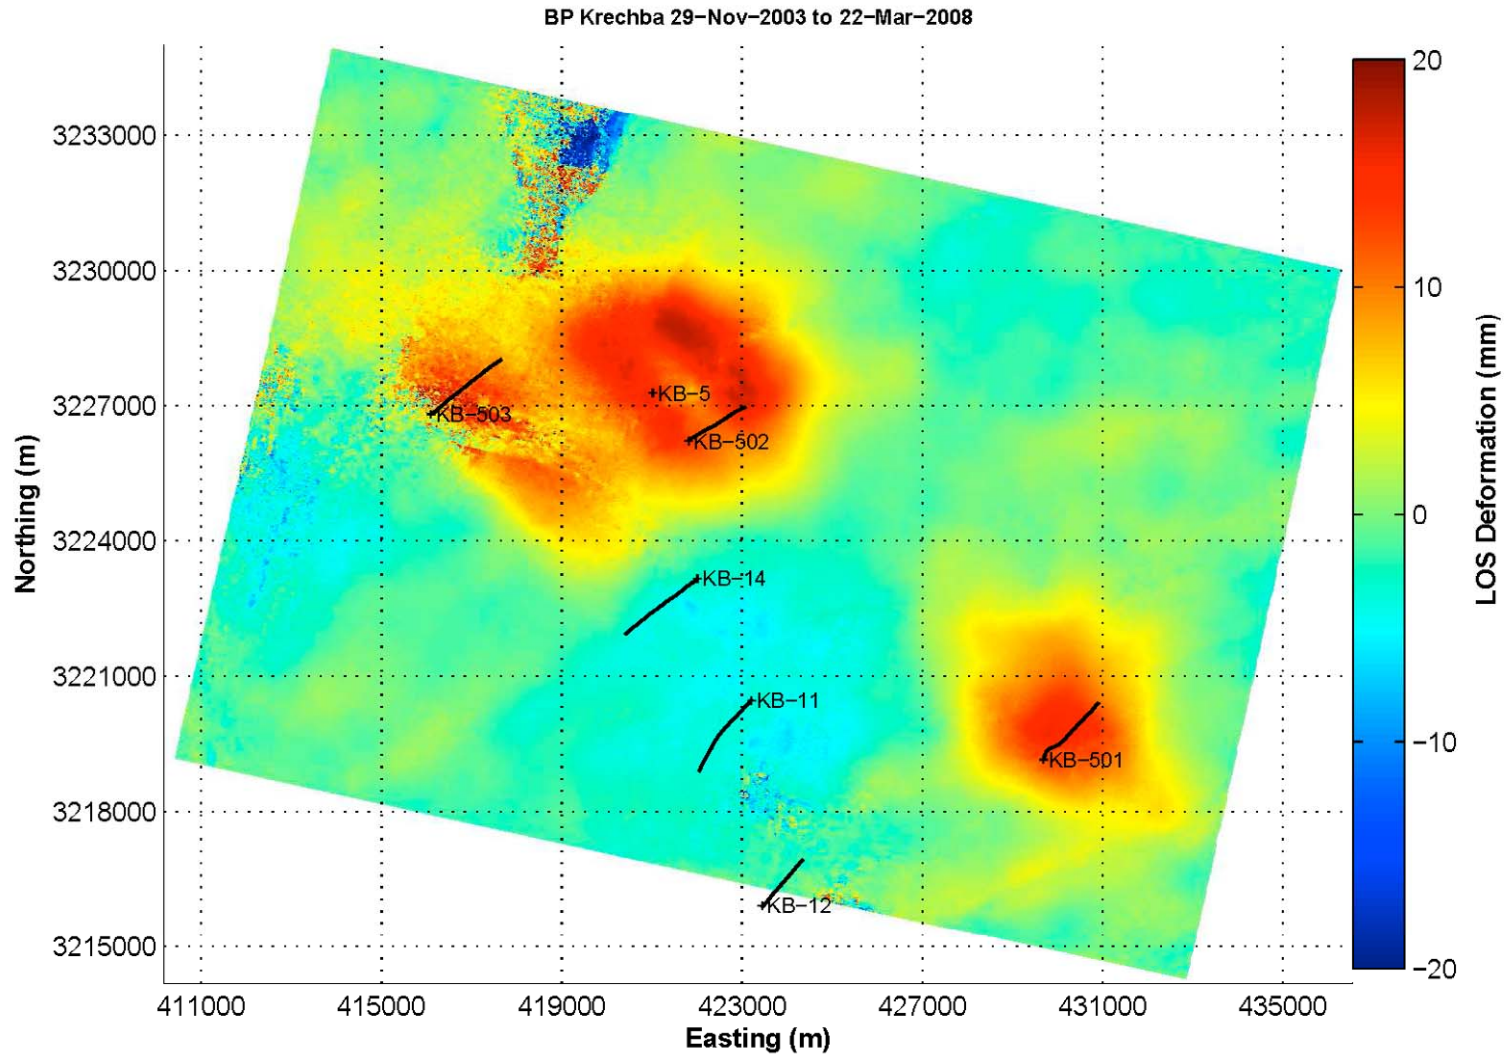 BP Krechba 29−Nov−2003 to 22−Mar−2008
20
3233000
10
3230000
KB−5
3227000
KB−503
KB−502
0
3224000
KB−14
3221000
KB−11
−10
KB−501
3218000
KB−12
3215000
−20
411000 415000 419000 423000 427000 431000 435000
Easting (m)
Northing (m)
LOS Deformation (mm)